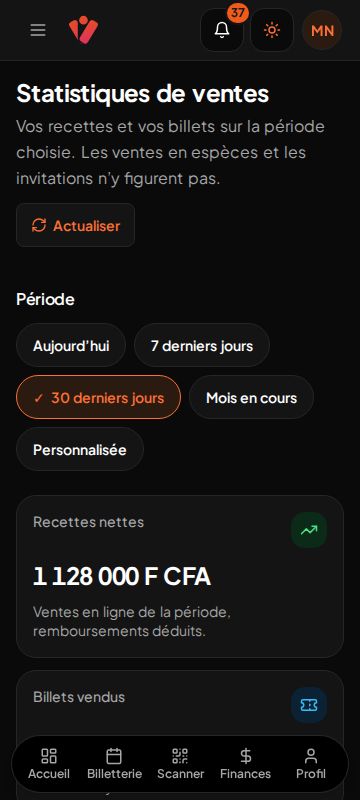 37
MN
Statistiques de ventes
Vos recettes et vos billets sur la période
choisie. Les ventes en espèces et les
invitations n’y figurent pas.
Actualiser
Période
Aujourd’hui
7 derniers jours
✓ 30 derniers jours
Mois en cours
Personnalisée
Recettes nettes
1 128 000 F CFA
Ventes en ligne de la période,
remboursements déduits.
Billets vendus
Accueil
Billetterie
Scanner
Finances
Profil